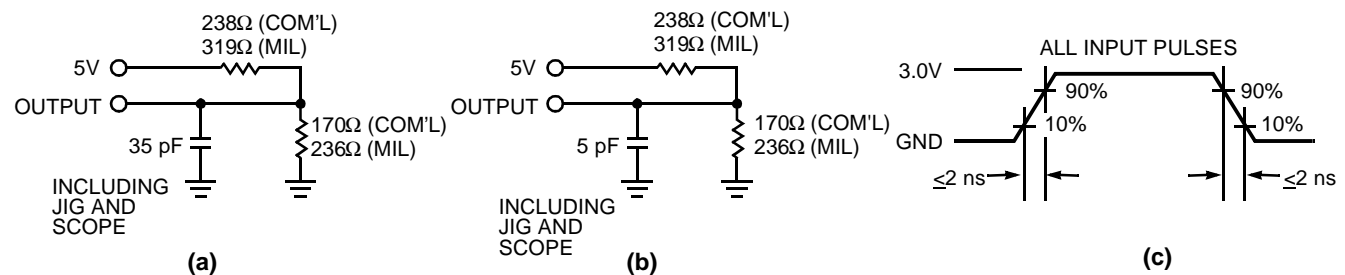 238Ω (COM'L)
319Ω (MIL)
5V
OUTPUT
35 pF
170Ω (COM'L)
236Ω (MIL)
INCLUDING
JIG AND
SCOPE
(a)
238Ω (COM'L)
319Ω (MIL)
5V
OUTPUT
5 pF
170Ω (COM'L)
236Ω (MIL)
INCLUDING
JIG AND
SCOPE
(b)
ALL INPUT PULSES
3.0V
90%
10%
90%
10%
GND
≤2 ns
≤2 ns
(c)